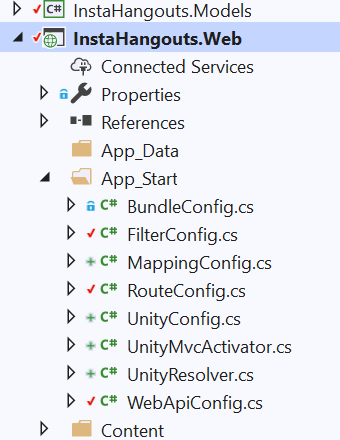 C# InstaHangouts.Models
InstaHangouts.Web
Connected Services
Properties
References
App_Data
App_Start
C# BundleConfig.cs
C# FilterConfig.cs
C# MappingConfig.cs
C# RouteConfig.cs
C# UnityConfig.cs
C# UnityMvcActivator.cs
C# UnityResolver.cs
C# WebApiConfig.cs
Content